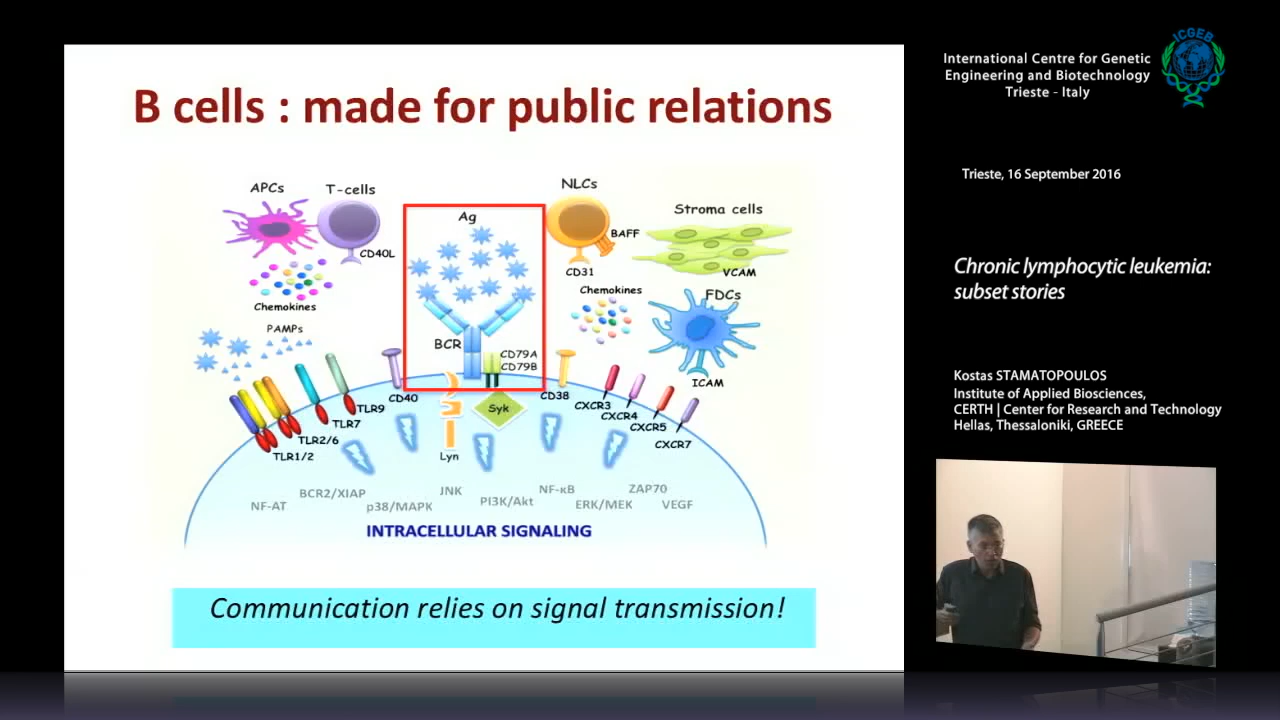 B cells : made for public relations
APCs
T-cells
CD40L
Chemokines
PAMPs
Ag
BCR
CD79A
CD79B
NLCs
BAFF
CD31
Chemokines
Stroma cells
VCAM
FDCs
ICAM
TLR1/2
TLR2/6
TLR7
TLR9
CD40
Lyn
Syk
CD38
CXCR3
CXCR4
CXCR5
CXCR7
NF-AT
BCR2/XIAP
p38/MAPK
JNK
PI3K/Akt
NF-κB
ERK/MEK
ZAP70
VEGF
INTRACELLULAR SIGNALING
Communication relies on signal transmission!
International Centre for Genetic
Engineering and Biotechnology
Trieste - Italy
ICGEB
Trieste, 16 September 2016
Chronic lymphocytic leukemia:
subset stories
Kostas STAMATOPOULOS
Institute of Applied Biosciences,
CERTH | Center for Research and Technology
Hellas, Thessaloniki, GREECE